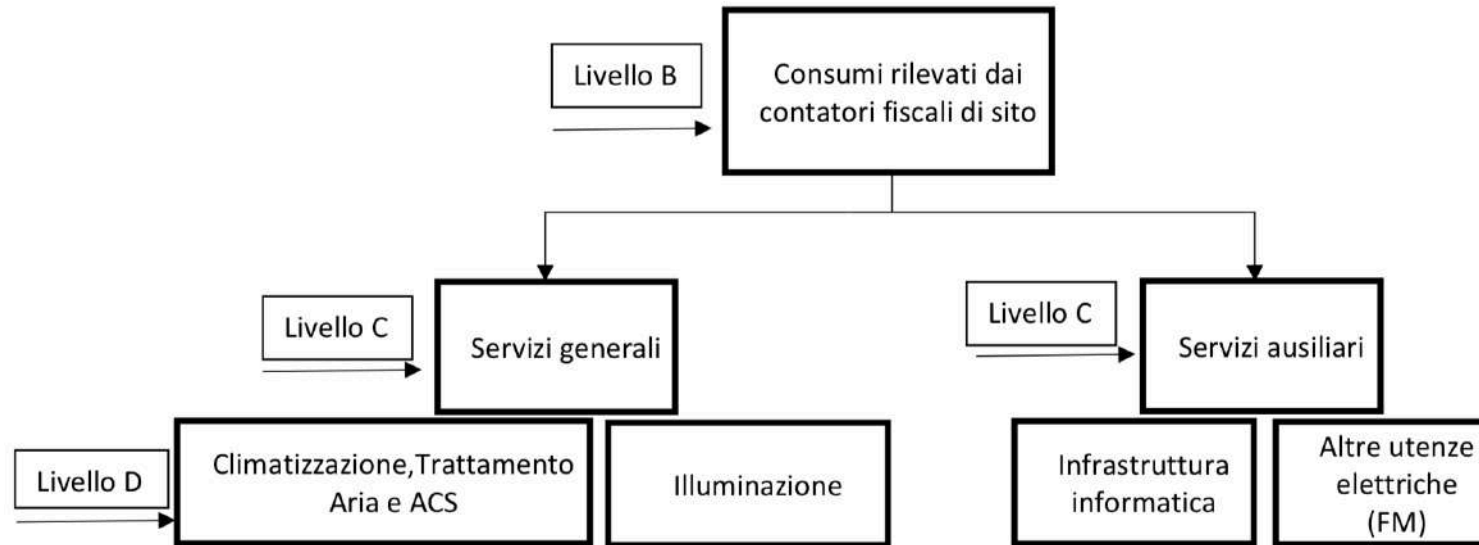 Livello B
Consumi rilevati dai
contatori fiscali di sito
Livello C
Servizi generali
Livello C
Servizi ausiliari
Livello D
Climatizzazione,Trattamento
Aria e ACS
Illuminazione
Infrastruttura
informatica
Altre utenze
elettriche
(FM)